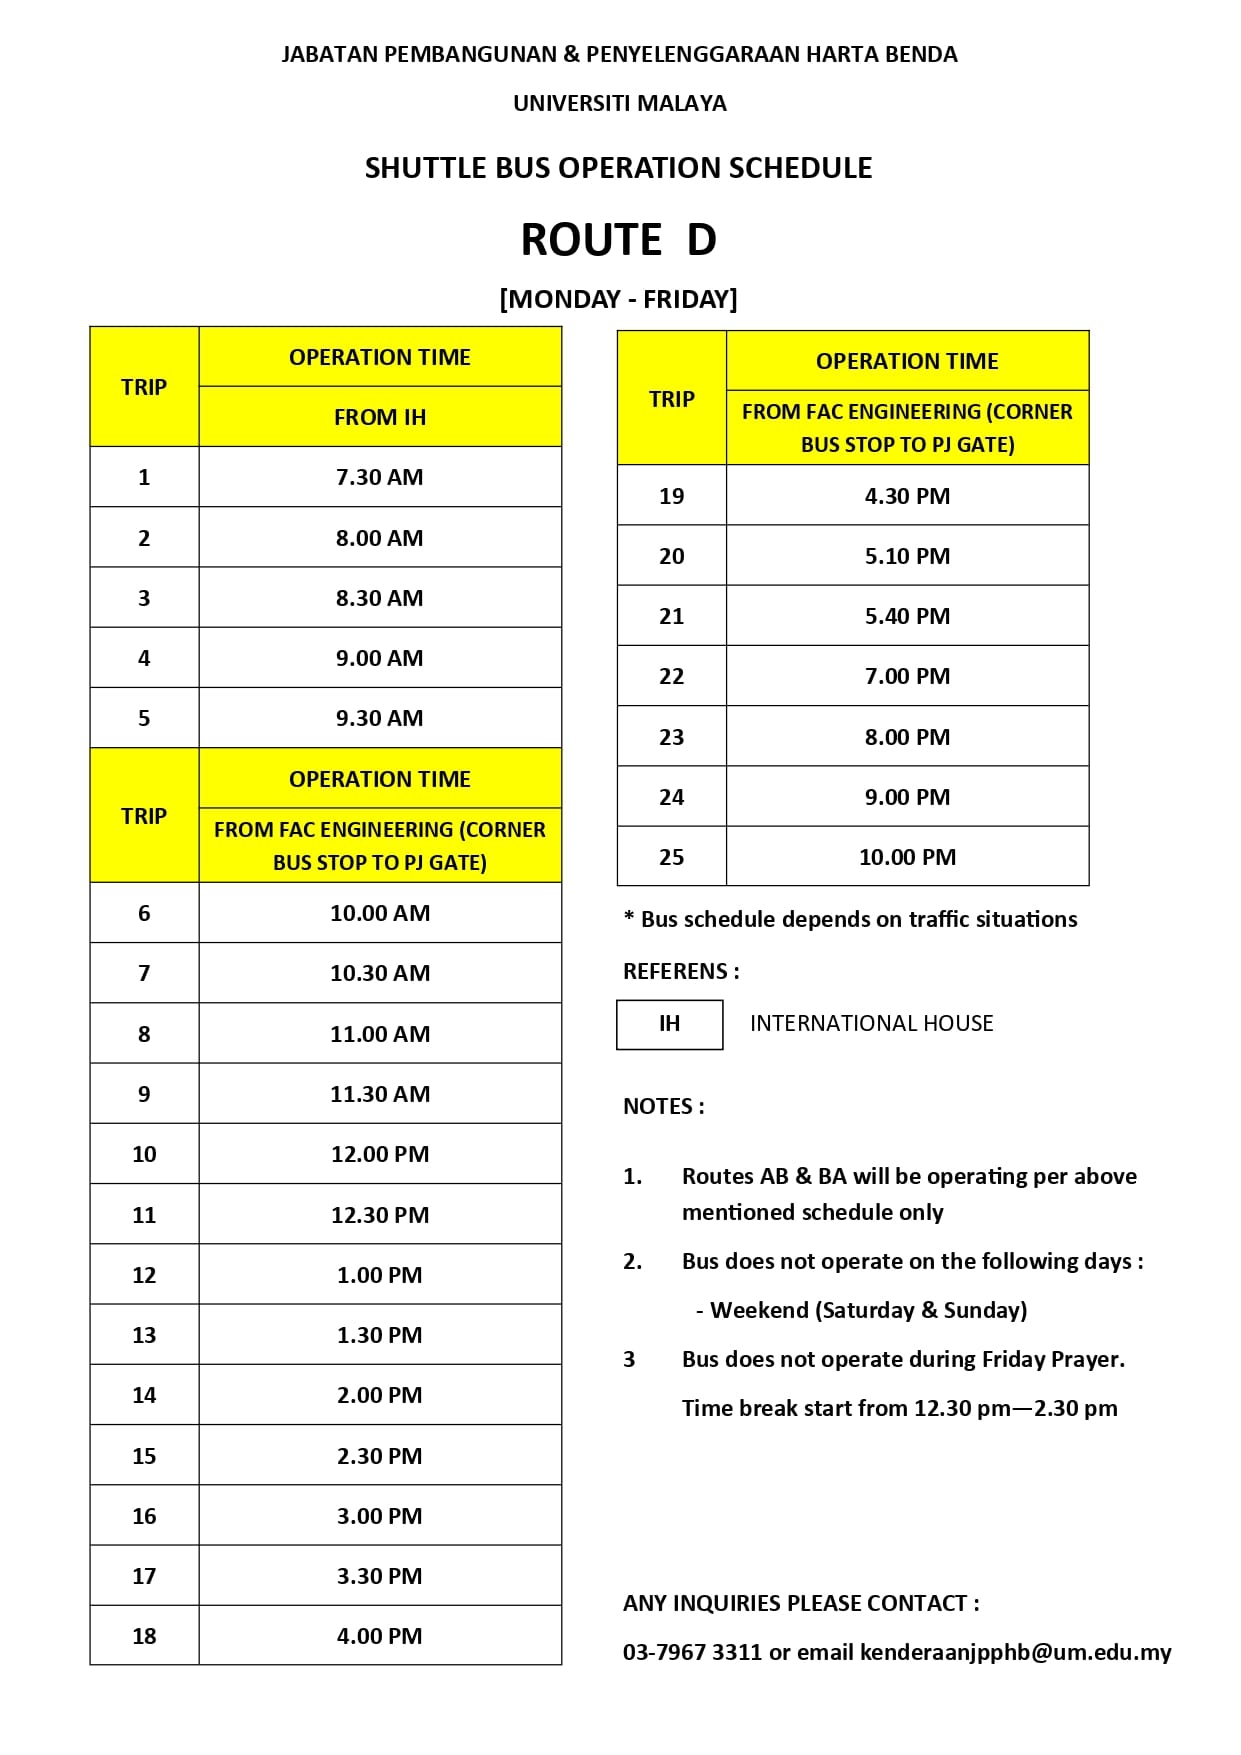 JABATAN PEMBANGUNAN & PENYELENGGARAAN HARTA BENDA
UNIVERSITI MALAYA
SHUTTLE BUS OPERATION SCHEDULE
ROUTE D
[MONDAY - FRIDAY]
TRIP
OPERATION TIME
FROM IH
1 7.30 AM
2 8.00 AM
3 8.30 AM
4 9.00 AM
5 9.30 AM
TRIP
OPERATION TIME
FROM FAC ENGINEERING (CORNER
BUS STOP TO PJ GATE)
6 10.00 AM
7 10.30 AM
8 11.00 AM
9 11.30 AM
10 12.00 PM
11 12.30 PM
12 1.00 PM
13 1.30 PM
14 2.00 PM
15 2.30 PM
16 3.00 PM
17 3.30 PM
18 4.00 PM
TRIP
OPERATION TIME
FROM FAC ENGINEERING (CORNER
BUS STOP TO PJ GATE)
19 4.30 PM
20 5.10 PM
21 5.40 PM
22 7.00 PM
23 8.00 PM
24 9.00 PM
25 10.00 PM
* Bus schedule depends on traffic situations
REFERENS :
IH INTERNATIONAL HOUSE
NOTES :
1. Routes AB & BA will be operating per above
mentioned schedule only
2. Bus does not operate on the following days :
- Weekend (Saturday & Sunday)
3 Bus does not operate during Friday Prayer.
Time break start from 12.30 pm—2.30 pm
ANY INQUIRIES PLEASE CONTACT :
03-7967 3311 or email kenderaanjpphb@um.edu.my